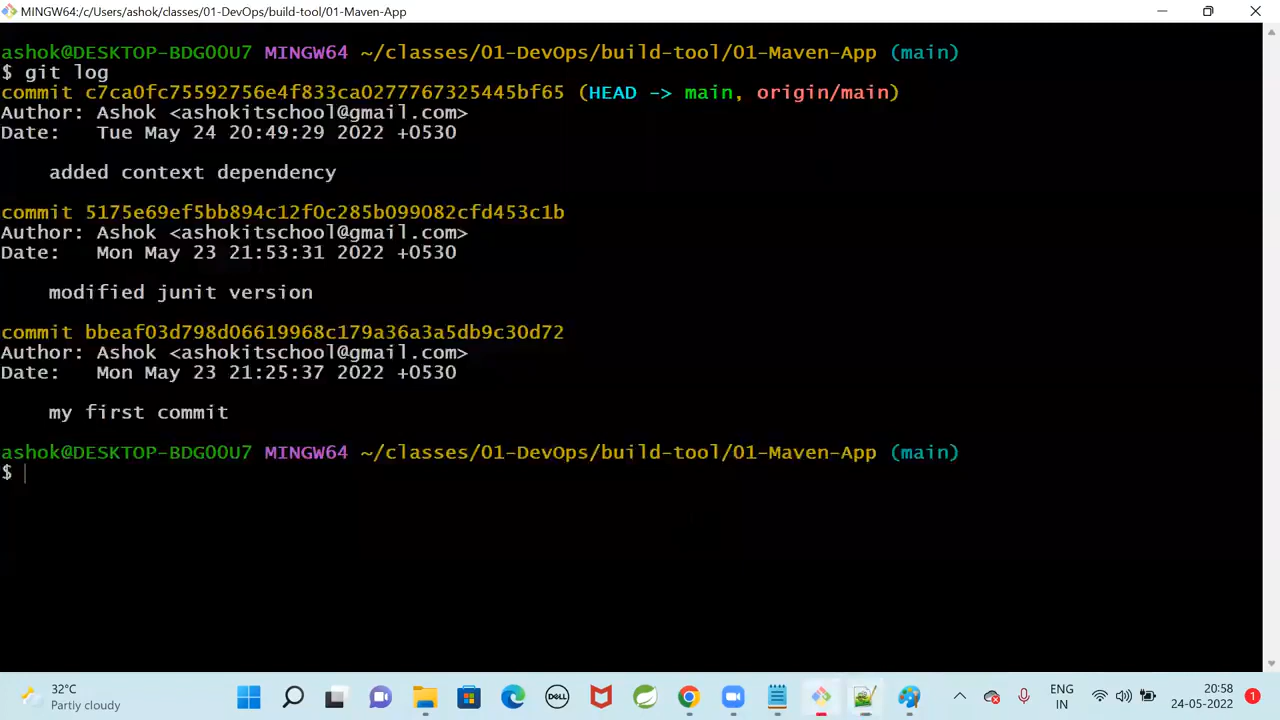 MINGW64:/c/Users/ashok/classes/01-DevOps/build-tool/01-Maven-App
ashok@DESKTOP-BDG00U7 MINGW64 ~/classes/01-DevOps/build-tool/01-Maven-App (main)
$ git log
commit c7ca0fc75592756e4f833ca0277767325445bf65 (HEAD -> main, origin/main)
Author: Ashok <ashokitschool@gmail.com>
Date:   Tue May 24 20:49:29 2022 +0530
    added context dependency
commit 5175e69ef5bb894c12f0c285b099082cfd453c1b
Author: Ashok <ashokitschool@gmail.com>
Date:   Mon May 23 21:53:31 2022 +0530
    modified junit version
commit bbeaf03d798d06619968c179a36a3a5db9c30d72
Author: Ashok <ashokitschool@gmail.com>
Date:   Mon May 23 21:25:37 2022 +0530
    my first commit
ashok@DESKTOP-BDG00U7 MINGW64 ~/classes/01-DevOps/build-tool/01-Maven-App (main)
$
32°C
Partly cloudy
DELL
ENG
IN
20:58
24-05-2022
1